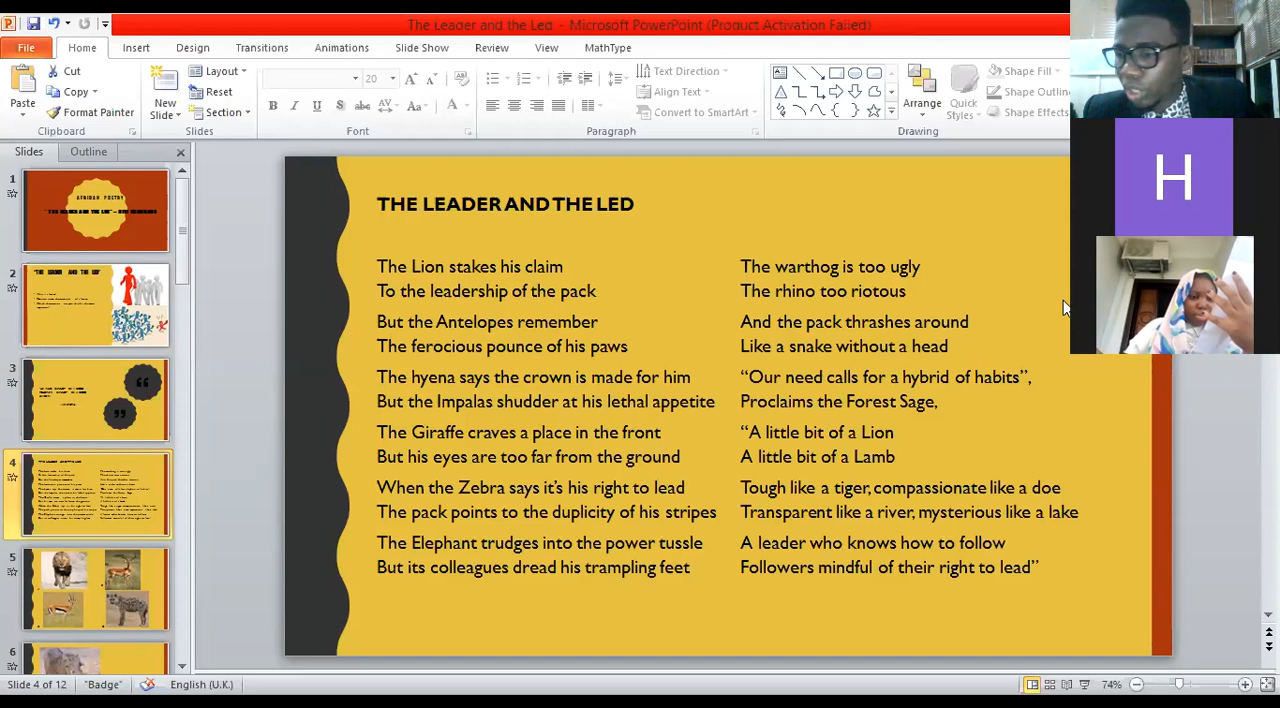 The Leader and the Led - Microsoft PowerPoint (Product Activation Failed)
File Home Insert Design Transitions Animations Slide Show Review View MathType
Paste
Cut
Copy
Format Painter
Clipboard
New
Slide
Layout
Reset
Section
Slides
20
Font
Text Direction
Align Text
Convert to SmartArt
Paragraph
Arrange
Quick
Styles
Shape Fill
Shape Outline
Shape Effects
Drawing
Slides Outline
1
AFRICAN POETRY
2
3
4
5
6
THE LEADER AND THE LED
The Lion stakes his claim
To the leadership of the pack
But the Antelopes remember
The ferocious pounce of his paws
The hyena says the crown is made for him
But the Impalas shudder at his lethal appetite
The Giraffe craves a place in the front
But his eyes are too far from the ground
When the Zebra says it’s his right to lead
The pack points to the duplicity of his stripes
The Elephant trudges into the power tussle
But its colleagues dread his trampling feet
The warthog is too ugly
The rhino too riotous
And the pack thrashes around
Like a snake without a head
“Our need calls for a hybrid of habits”,
Proclaims the Forest Sage,
“A little bit of a Lion
A little bit of a Lamb
Tough like a tiger, compassionate like a doe
Transparent like a river, mysterious like a lake
A leader who knows how to follow
Followers mindful of their right to lead”
H
Slide 4 of 12 "Badge" English (U.K.) 74%